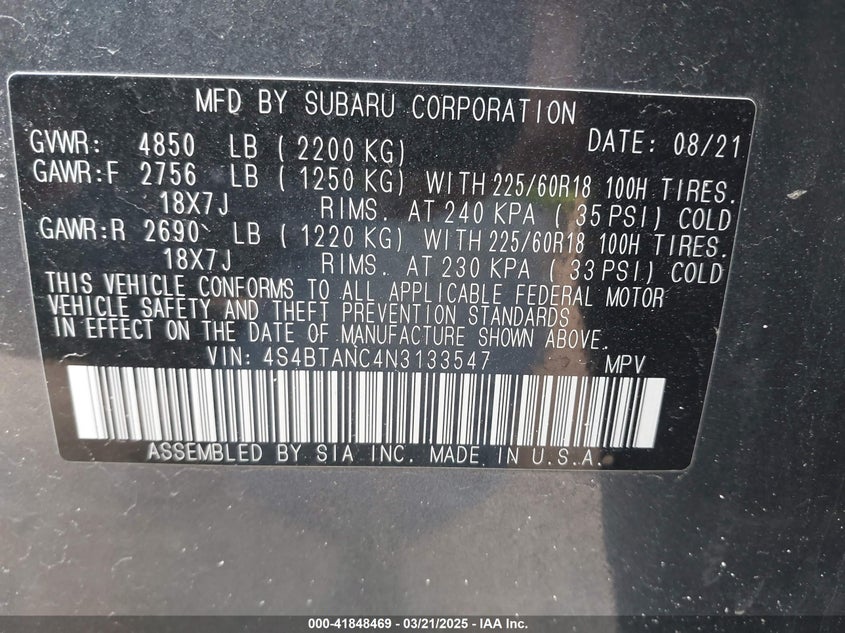 MFD BY SUBARU CORPORATION
GVWR: 4850 LB ( 2200 KG) DATE: 08/21
GAWR:F 2756 LB ( 1250 KG) WITH 225/60R18 100H TIRES.
18X7J RIMS. AT 240 KPA ( 35 PSI) COLD
GAWR:R 2690 LB ( 1220 KG) WITH 225/60R18 100H TIRES.
18X7J RIMS. AT 230 KPA ( 33 PSI) COLD
THIS VEHICLE CONFORMS TO ALL APPLICABLE FEDERAL MOTOR
VEHICLE SAFETY AND THEFT PREVENTION STANDARDS
IN EFFECT ON THE DATE OF MANUFACTURE SHOWN ABOVE.
VIN: 4S4BTANC4N3133547 MPV
ASSEMBLED BY SIA INC. MADE IN U.S.A.
000-41848469 - 03/21/2025 - IAA Inc.